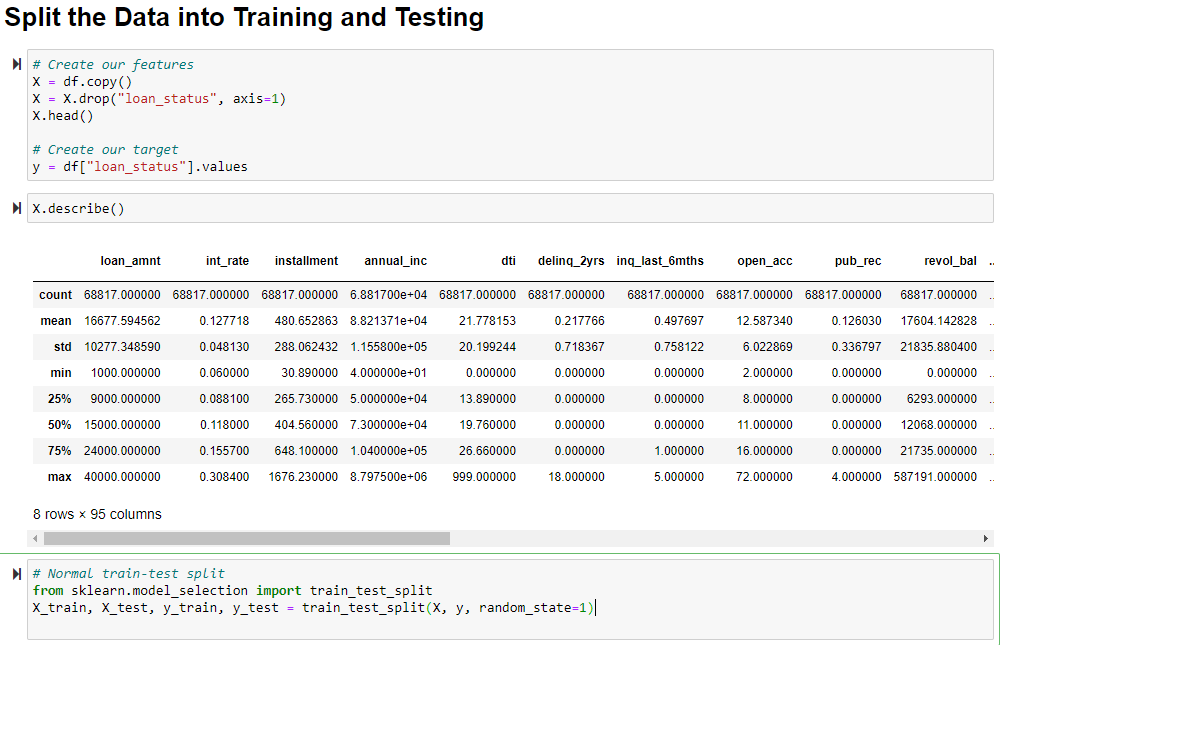 Split the Data into Training and Testing
# Create our features
X = df.copy()
X = X.drop("loan_status", axis=1)
X.head()
# Create our target
y = df["loan_status"].values
X.describe()
loan_amnt int_rate installment annual_inc dti delinq_2yrs inq_last_6mths open_acc pub_rec revol_bal ..
count 68817.000000 68817.000000 68817.000000 6.881700e+04 68817.000000 68817.000000 68817.000000 68817.000000 68817.000000 68817.000000 ..
mean 16677.594562 0.127718 480.652863 8.821371e+04 21.778153 0.217766 0.497697 12.587340 0.126030 17604.142828 ..
std 10277.348590 0.048130 288.062432 1.155800e+05 20.199244 0.718367 0.758122 6.022869 0.336797 21835.880400 ..
min 1000.000000 0.060000 30.890000 4.000000e+01 0.000000 0.000000 0.000000 2.000000 0.000000 0.000000 ..
25% 9000.000000 0.088100 265.730000 5.000000e+04 13.890000 0.000000 0.000000 8.000000 0.000000 6293.000000 ..
50% 15000.000000 0.118000 404.560000 7.300000e+04 19.760000 0.000000 0.000000 11.000000 0.000000 12068.000000 ..
75% 24000.000000 0.155700 648.100000 1.040000e+05 26.660000 0.000000 1.000000 16.000000 0.000000 21735.000000 ..
max 40000.000000 0.308400 1676.230000 8.797500e+06 999.000000 18.000000 5.000000 72.000000 4.000000 587191.000000 ..
8 rows × 95 columns
# Normal train-test split
from sklearn.model_selection import train_test_split
X_train, X_test, y_train, y_test = train_test_split(X, y, random_state=1)